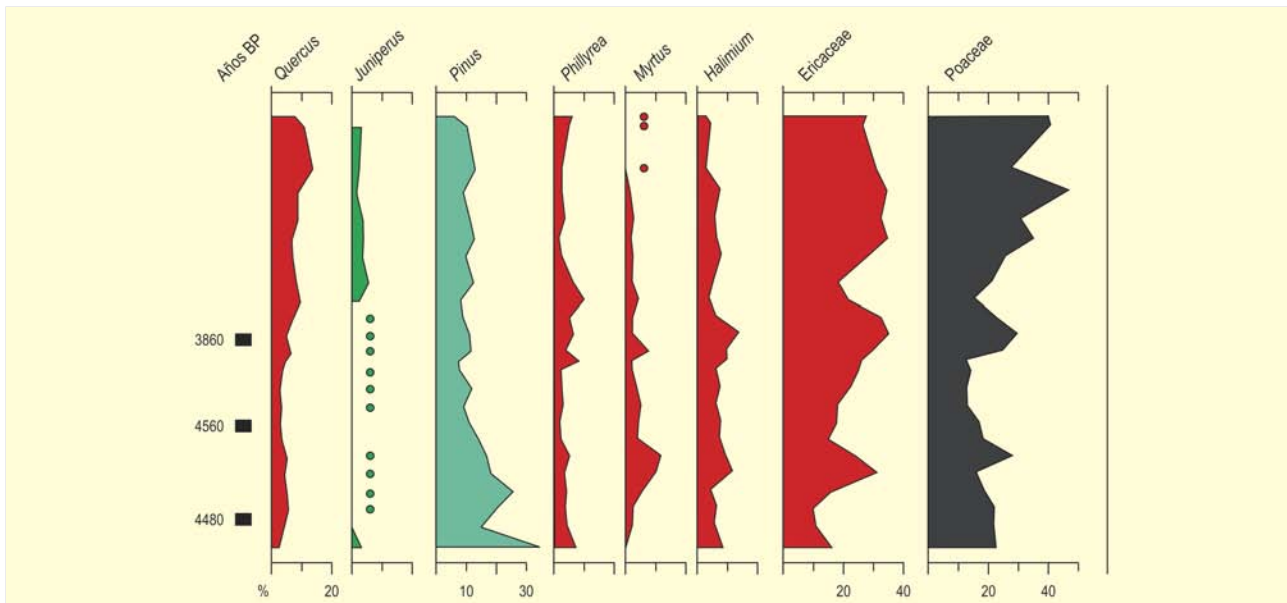 Años BP
Quercus
Juniperus
Pinus
Phillyrea
Myrtus
Halimium
Ericaceae
Poaceae
3860
4560
4480
% 20 10 30 20 40 20 40